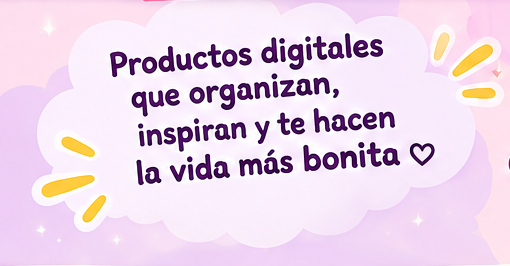 Productos digitales
que organizan,
inspiran y te hacen
la vida más bonita ♡